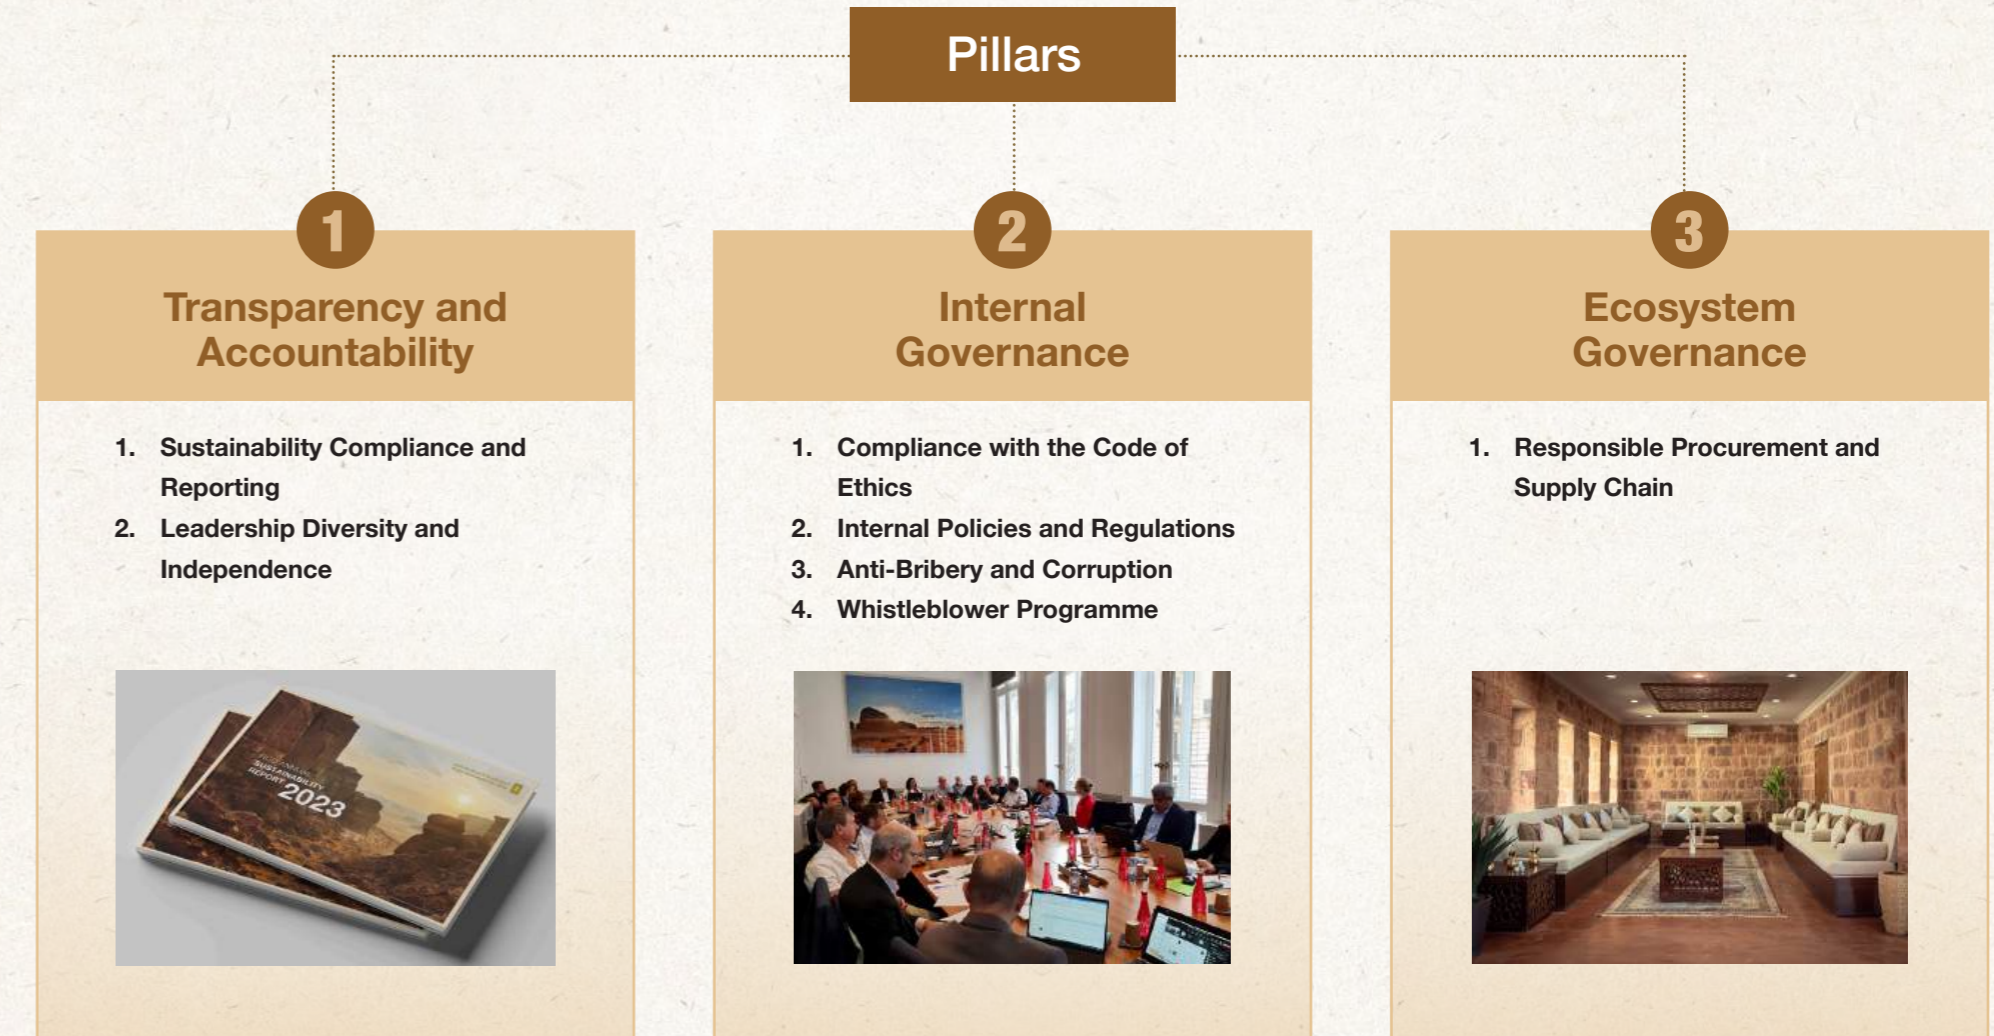 Pillars
1
Transparency and
Accountability
1. Sustainability Compliance and
Reporting
2. Leadership Diversity and
Independence
SUSTAINABILITY
REPORT
2023
2
Internal
Governance
1. Compliance with the Code of
Ethics
2. Internal Policies and Regulations
3. Anti-Bribery and Corruption
4. Whistleblower Programme
3
Ecosystem
Governance
1. Responsible Procurement and
Supply Chain